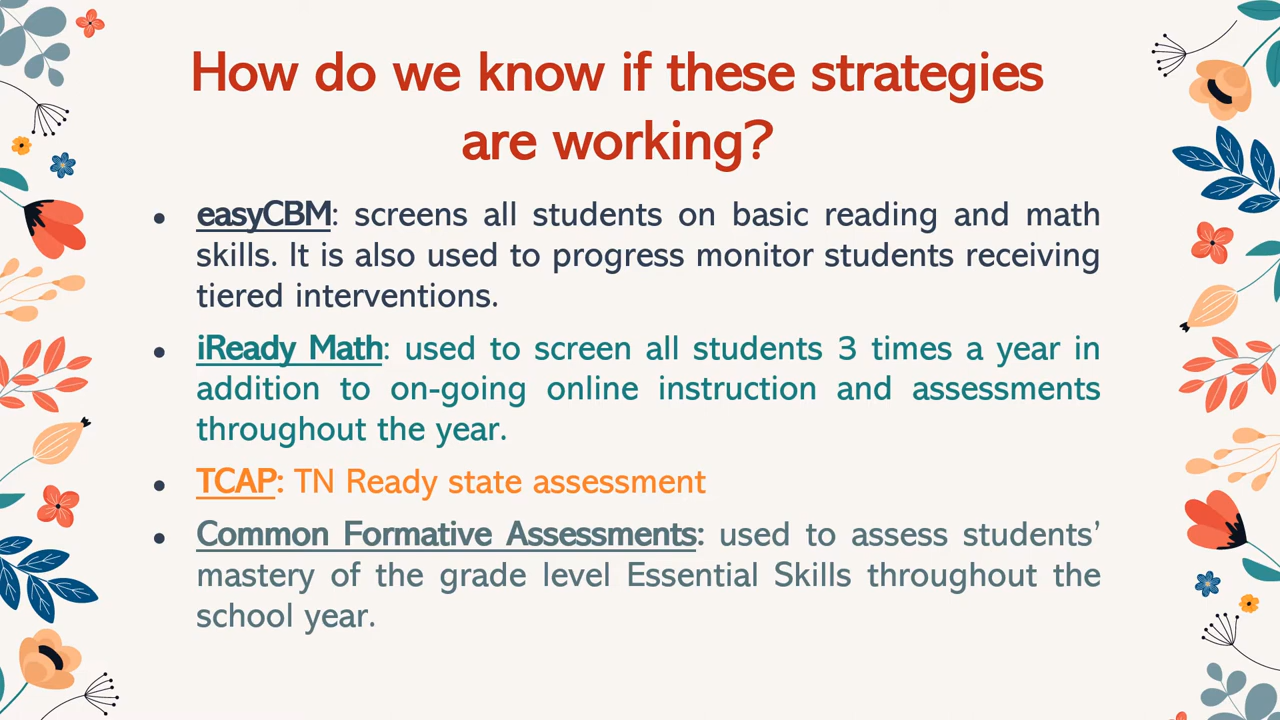 How do we know if these strategies
are working?
• easyCBM: screens all students on basic reading and math
skills. It is also used to progress monitor students receiving
tiered interventions.
• iReady Math: used to screen all students 3 times a year in
addition to on-going online instruction and assessments
throughout the year.
• TCAP: TN Ready state assessment
• Common Formative Assessments: used to assess students’
mastery of the grade level Essential Skills throughout the
school year.